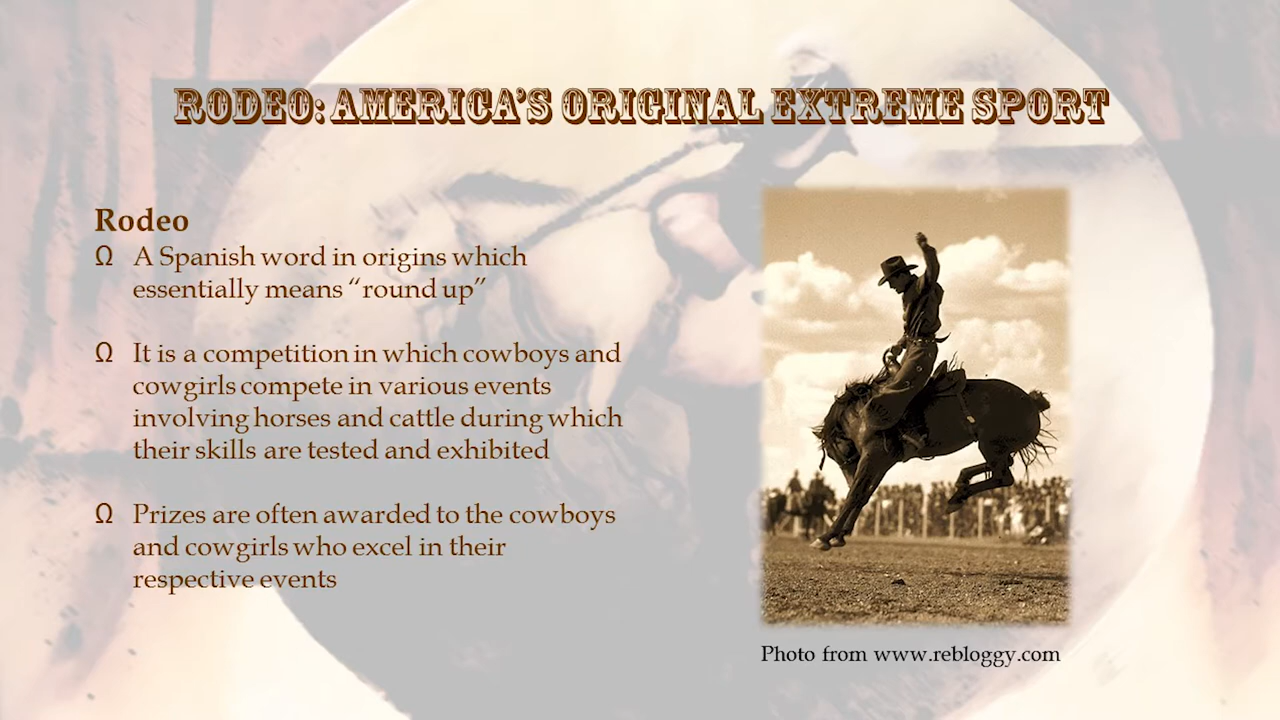 RODEO: AMERICA'S ORIGINAL EXTREME SPORT
Rodeo
Ω A Spanish word in origins which
essentially means “round up”
Ω It is a competition in which cowboys and
cowgirls compete in various events
involving horses and cattle during which
their skills are tested and exhibited
Ω Prizes are often awarded to the cowboys
and cowgirls who excel in their
respective events
Photo from www.rebloggy.com